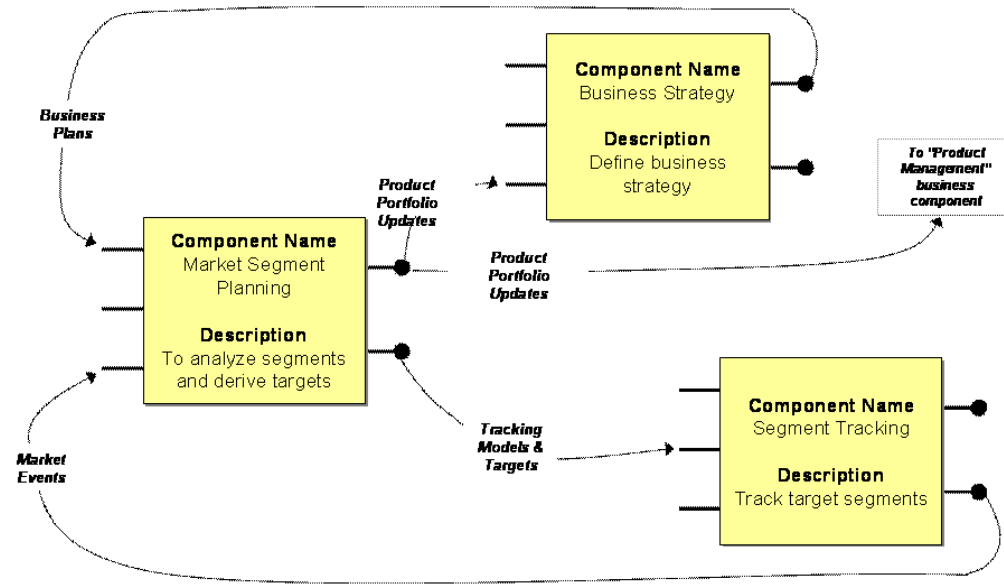 Component Name
Business Strategy
Description
Define business
strategy
Business
Plans
To "Product
Management"
business
component
Product
Portfolio
Updates
Component Name
Market Segment
Planning
Description
To analyze segments
and derive targets
Product
Portfolio
Updates
Component Name
Segment Tracking
Description
Track target segments
Tracking
Models &
Targets
Market
Events